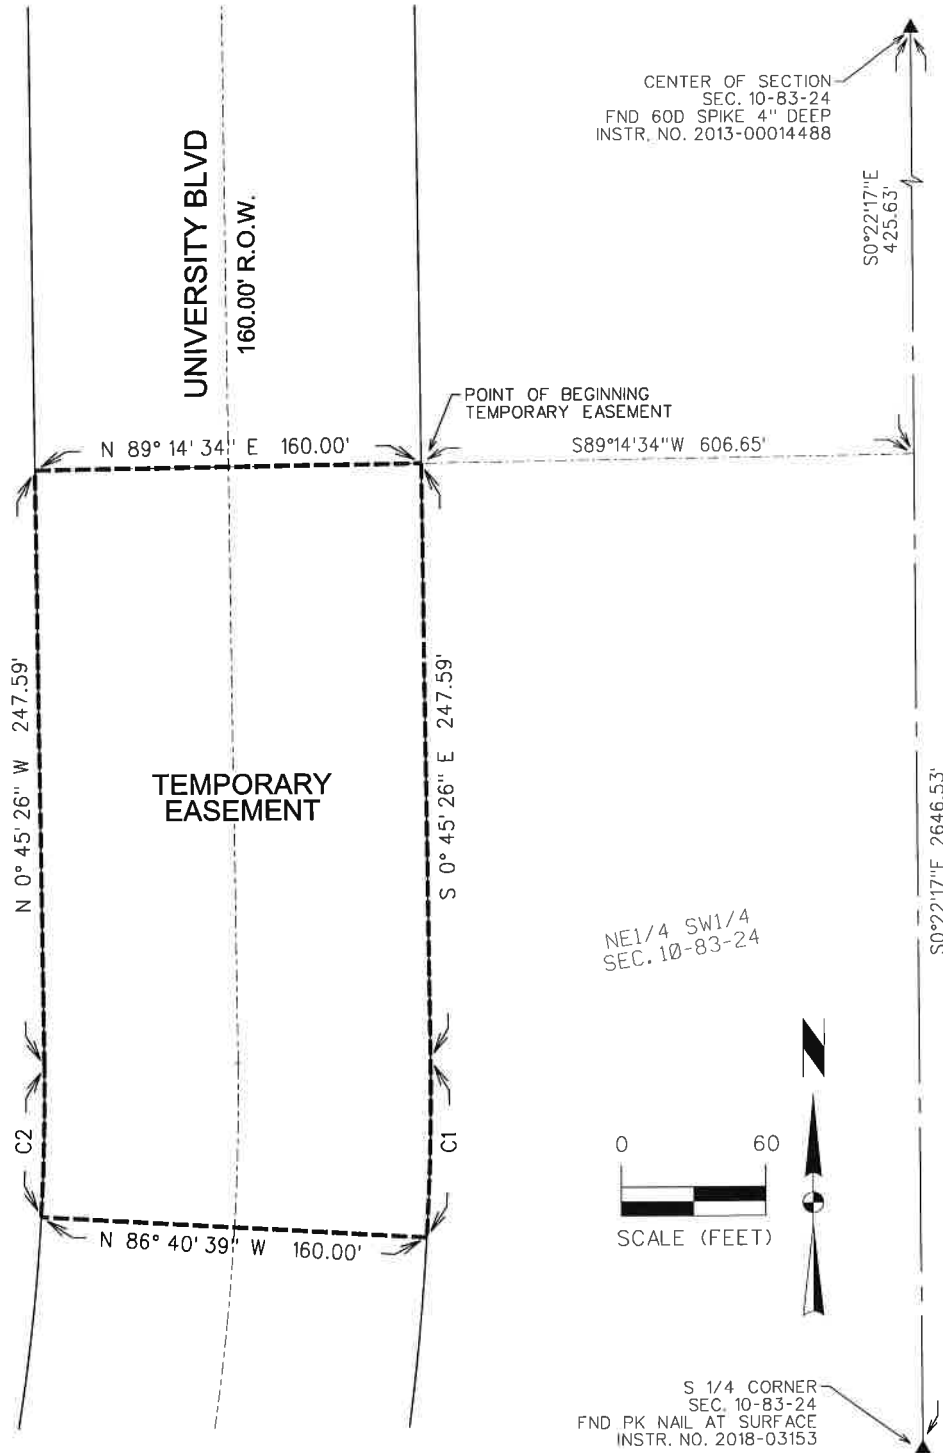 CENTER OF SECTION
SEC. 10-83-24
FND 60D SPIKE 4" DEEP
INSTR. NO. 2013-00014488
S0°22'17"E
425.63'
UNIVERSITY BLVD
160.00' R.O.W.
POINT OF BEGINNING
TEMPORARY EASEMENT
N 89° 14' 34" E 160.00'
S89°14'34"W 606.65'
N 0° 45' 26" W 247.59'
S 0° 45' 26" E 247.59'
TEMPORARY
EASEMENT
S0°22'17"E 2646.53'
NE1/4 SW1/4
SEC. 10-83-24
N
C2
C1
0 60
SCALE (FEET)
N 86° 40' 39" W 160.00'
S 1/4 CORNER
SEC. 10-83-24
FND PK NAIL AT SURFACE
INSTR. NO. 2018-03153